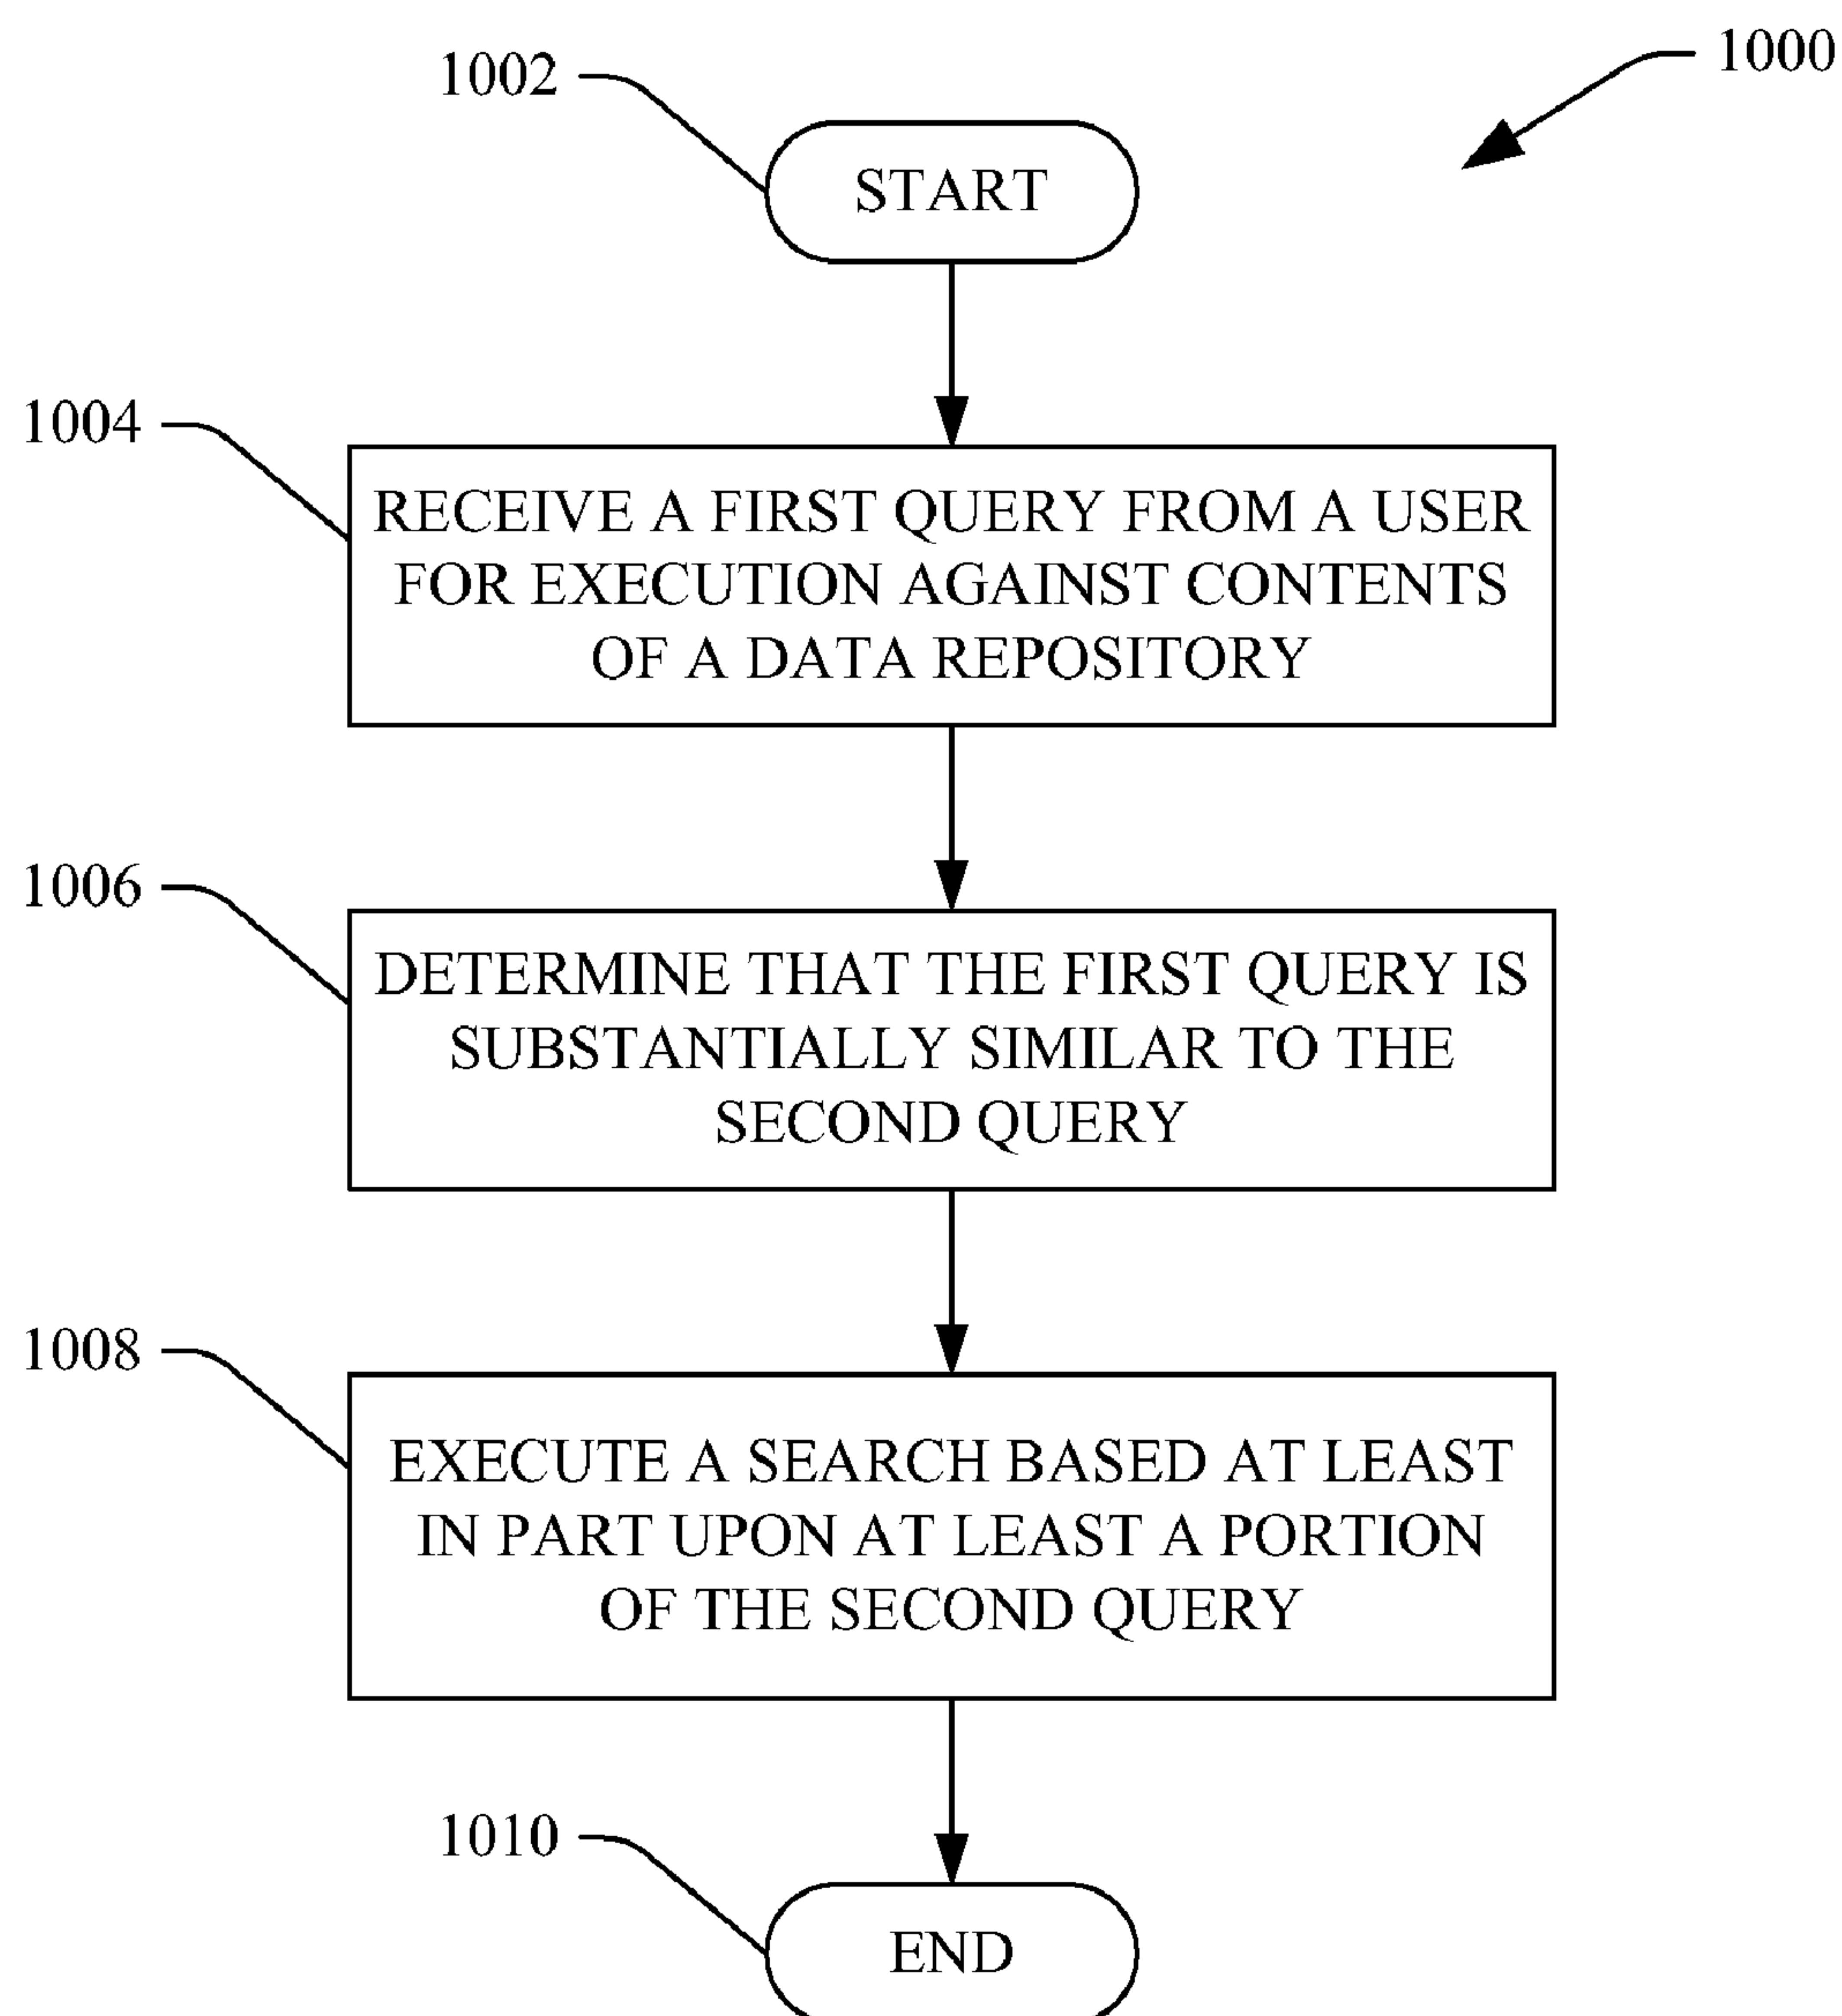 1002
1000
START
1004
RECEIVE A FIRST QUERY FROM A USER
FOR EXECUTION AGAINST CONTENTS
OF A DATA REPOSITORY
1006
DETERMINE THAT THE FIRST QUERY IS
SUBSTANTIALLY SIMILAR TO THE
SECOND QUERY
1008
EXECUTE A SEARCH BASED AT LEAST
IN PART UPON AT LEAST A PORTION
OF THE SECOND QUERY
1010
END